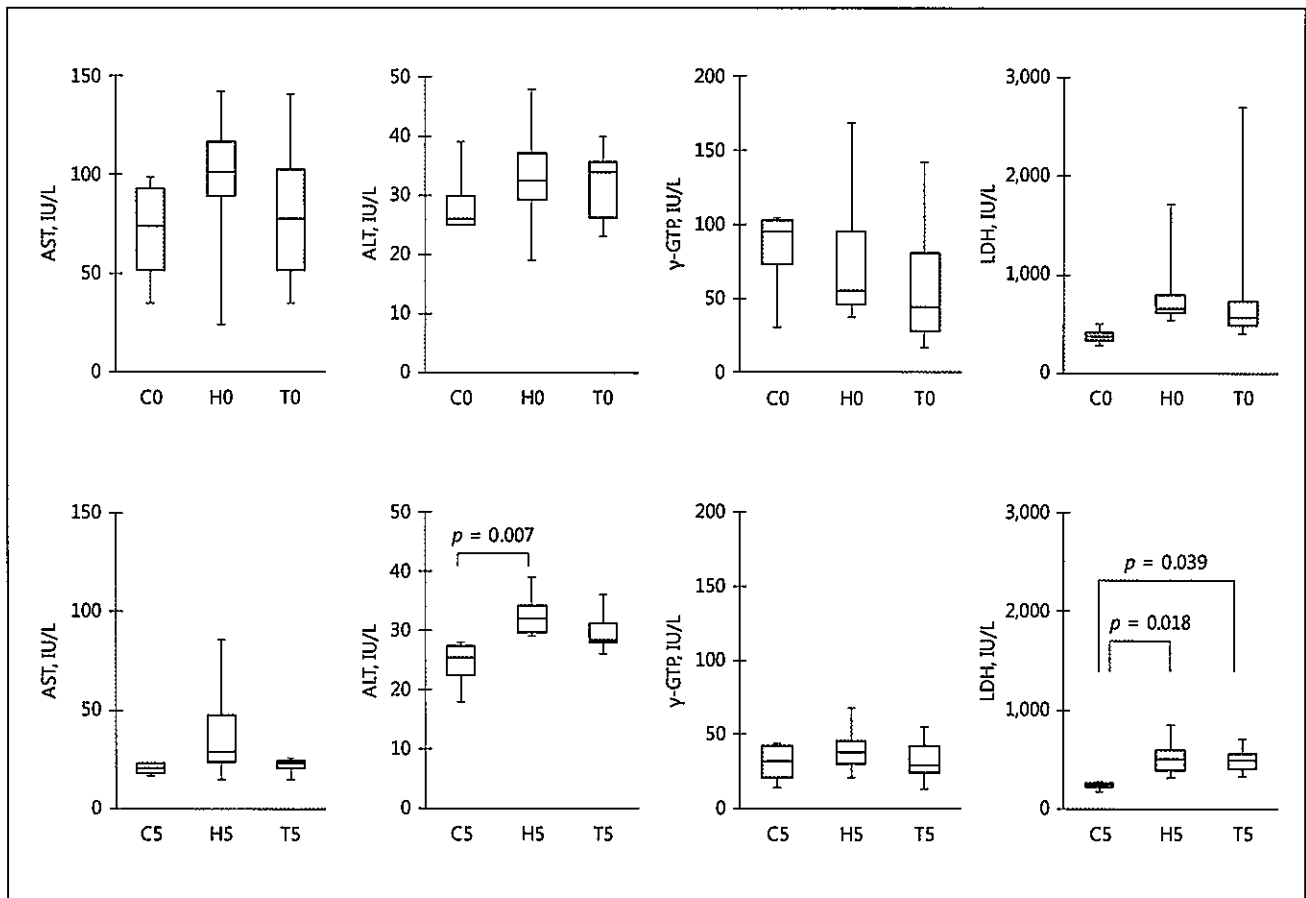 AST, IU/L
150
100
50
0
C0 H0 T0
ALT, IU/L
50
40
30
20
10
0
C0 H0 T0
γ-GTP, IU/L
200
150
100
50
0
C0 H0 T0
LDH, IU/L
3,000
2,000
1,000
0
C0 H0 T0
AST, IU/L
150
100
50
0
C5 H5 T5
ALT, IU/L
50
40
30
20
10
0
p = 0.007
C5 H5 T5
γ-GTP, IU/L
200
150
100
50
0
C5 H5 T5
LDH, IU/L
3,000
2,000
1,000
0
p = 0.039
p = 0.018
C5 H5 T5